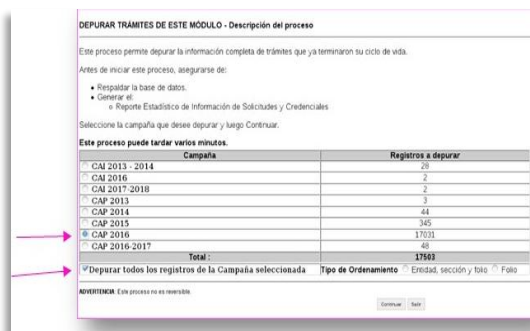 DEPURAR TRÁMITES DE ESTE MÓDULO - Descripción del proceso
Este proceso permite depurar la información completa de trámites que ya terminaron su ciclo de vida.
Antes de iniciar este proceso, asegurarse de:
Respaldar la base de datos.
Generar el:
Reporte Estadístico de Información de Solicitudes y Credenciales
Seleccione la campaña que desee depurar y luego Continuar.
Este proceso puede tardar varios minutos.
Campaña Registros a depurar
CAI 2013 - 2014 28
CAI 2016 2
CAI 2017-2018 2
CAP 2013 3
CAP 2014 44
CAP 2015 345
CAP 2016 17031
CAP 2016-2017 48
Total : 17503
Depurar todos los registros de la Campaña seleccionada Tipo de Ordenamiento Entidad, sección y folio Folio
ADVERTENCIA: Este proceso no es reversible.
Continuar Salir